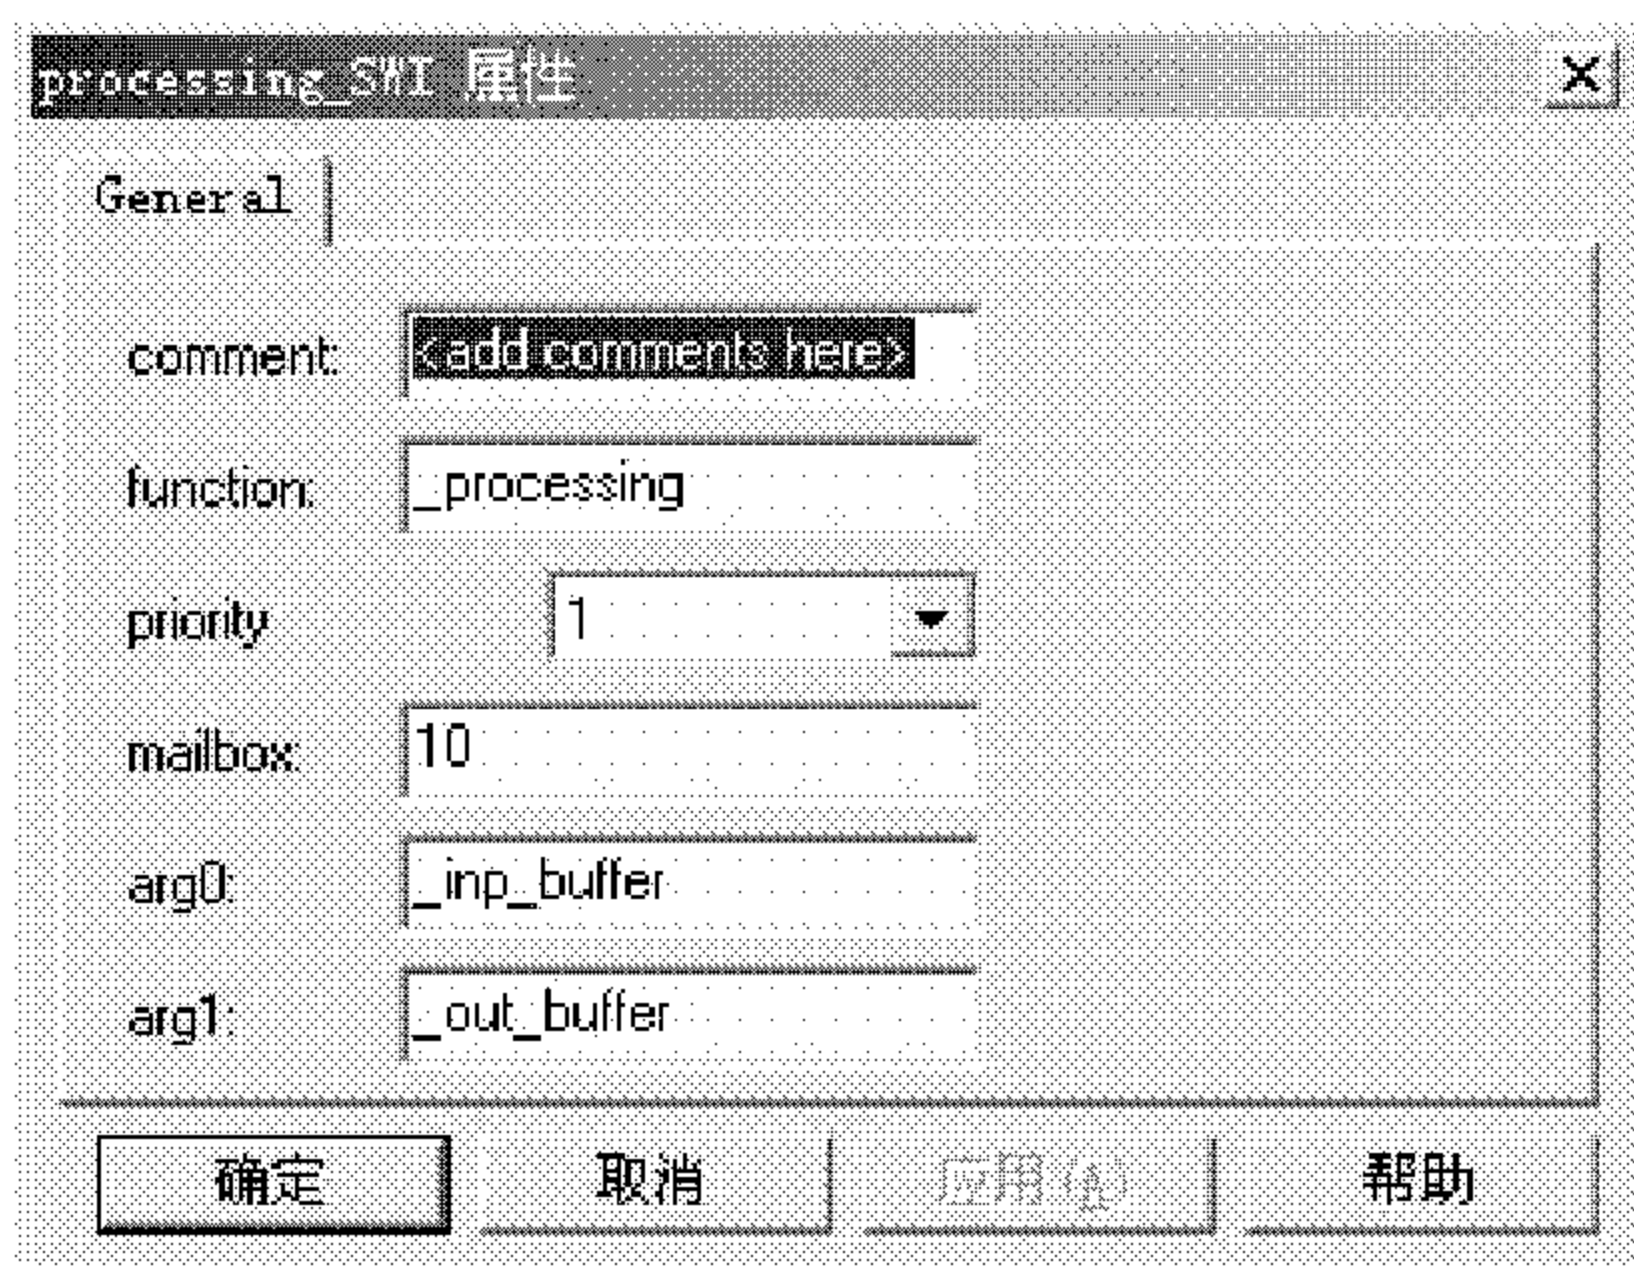 processing_SWI 属性
General
comment: <add comments here>
function: _processing
priority 1
mailbox: 10
arg0: _inp_buffer
arg1: _out_buffer
确定 取消 应用(A) 帮助